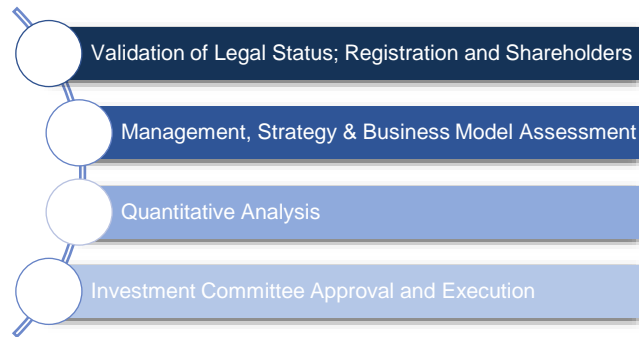 Validation of Legal Status; Registration and Shareholders
Management, Strategy & Business Model Assessment
Quantitative Analysis
Investment Committee Approval and Execution